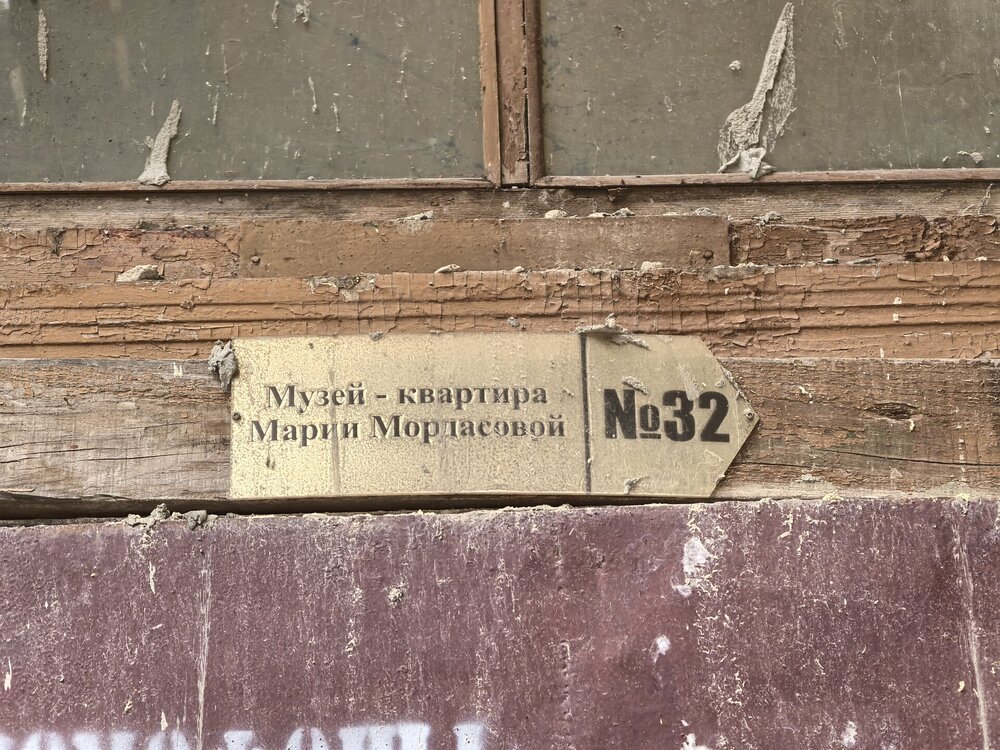 Музей - квартира
Марии Мордасовой
№32